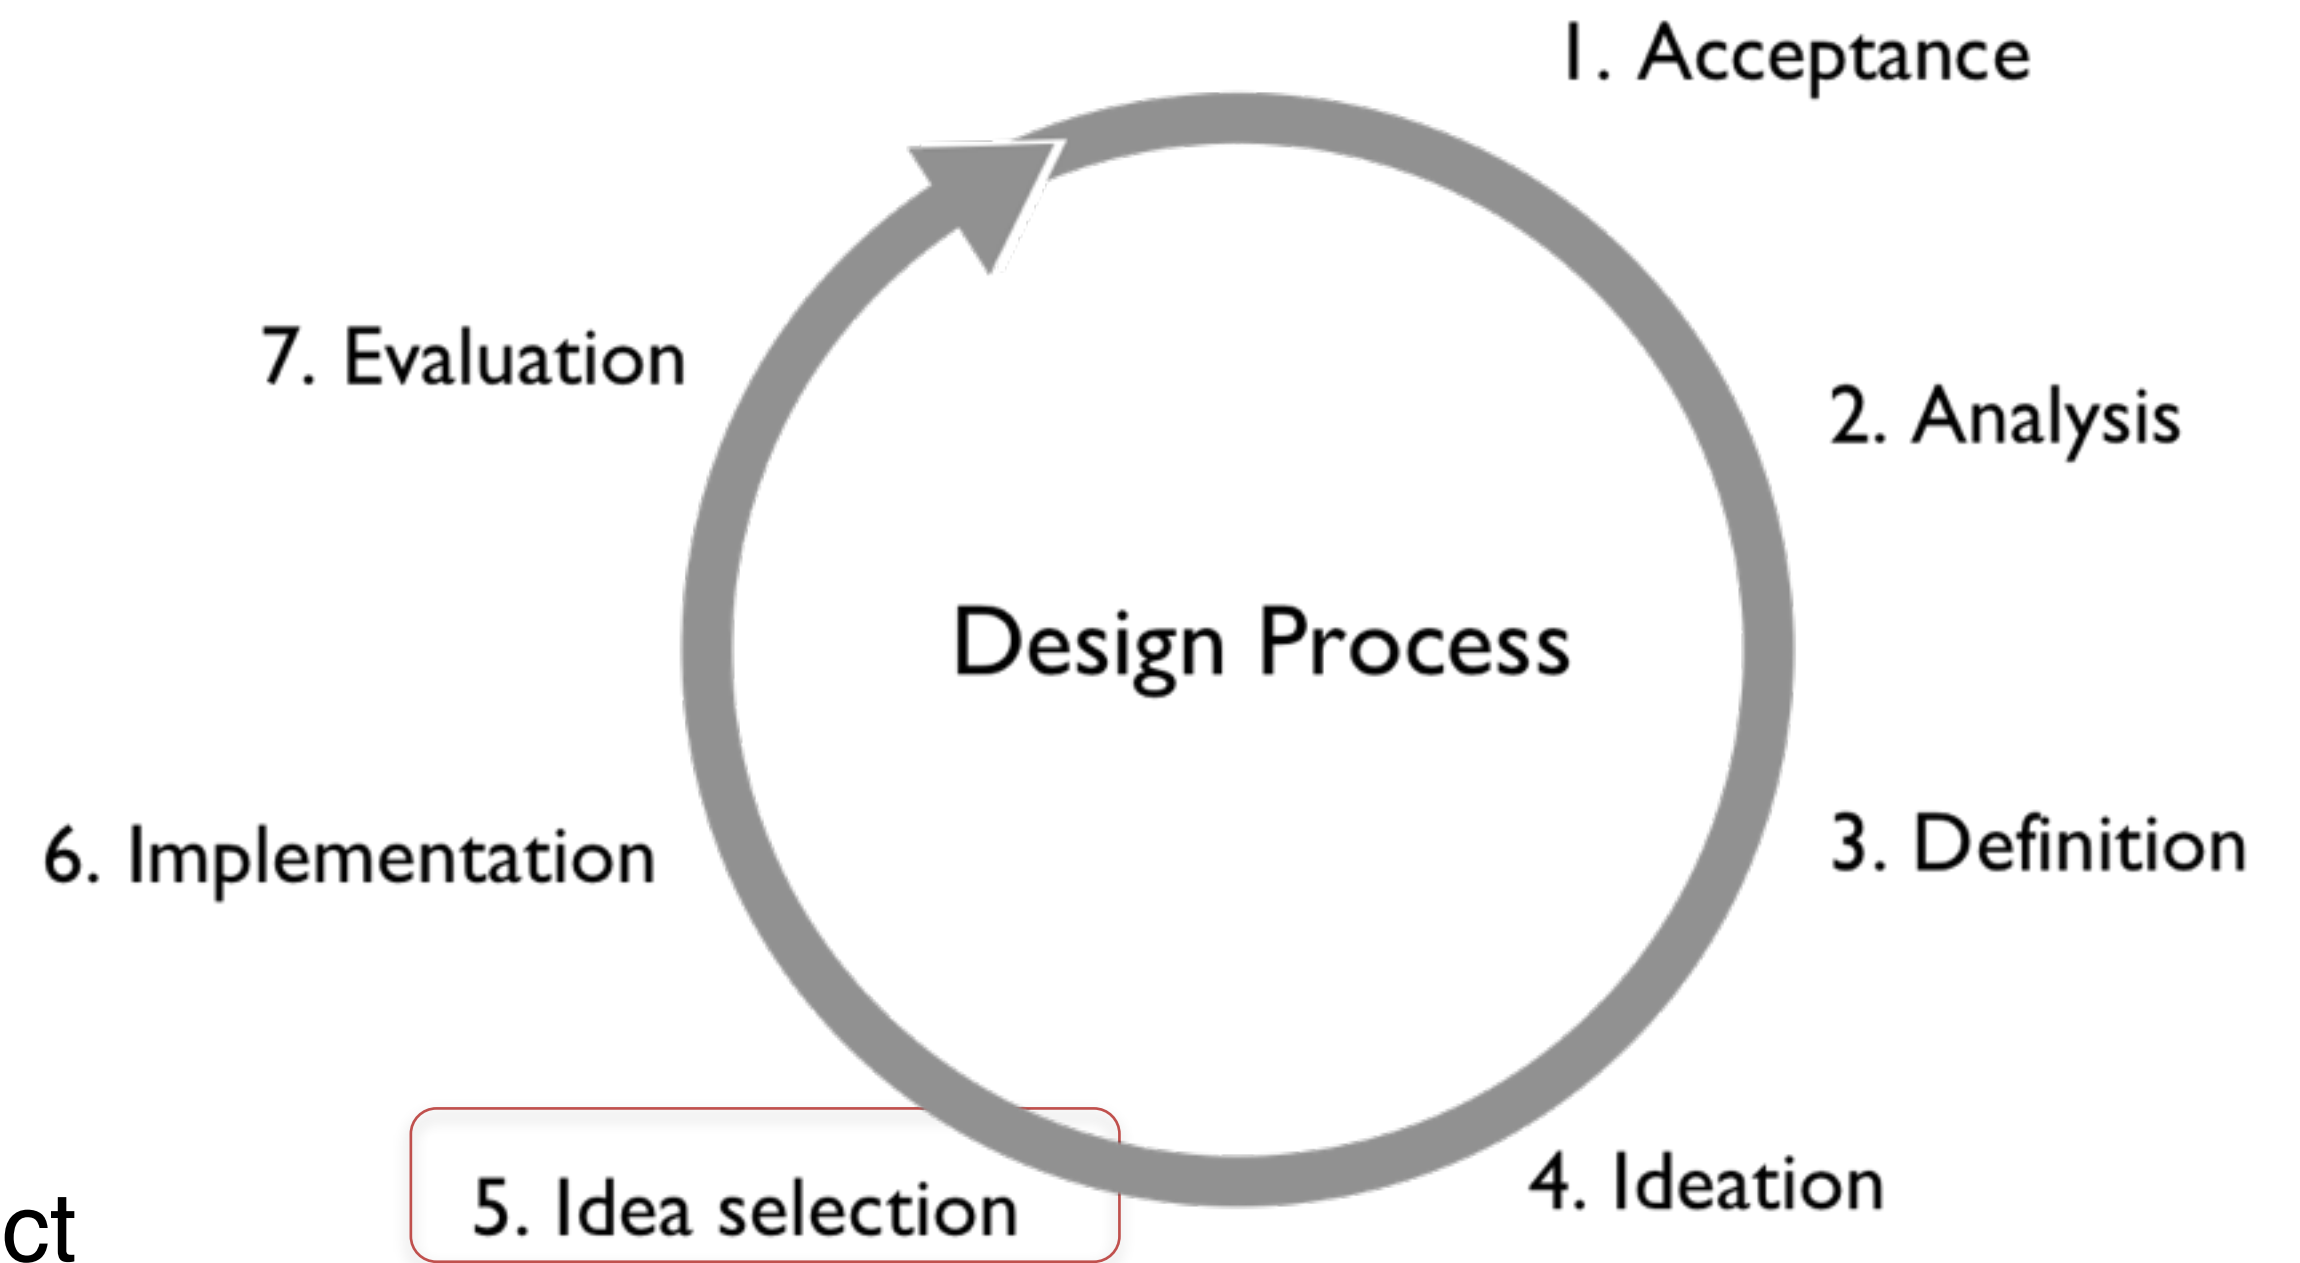 1. Acceptance
2. Analysis
3. Definition
4. Ideation
5. Idea selection
6. Implementation
7. Evaluation
Design Process
ct